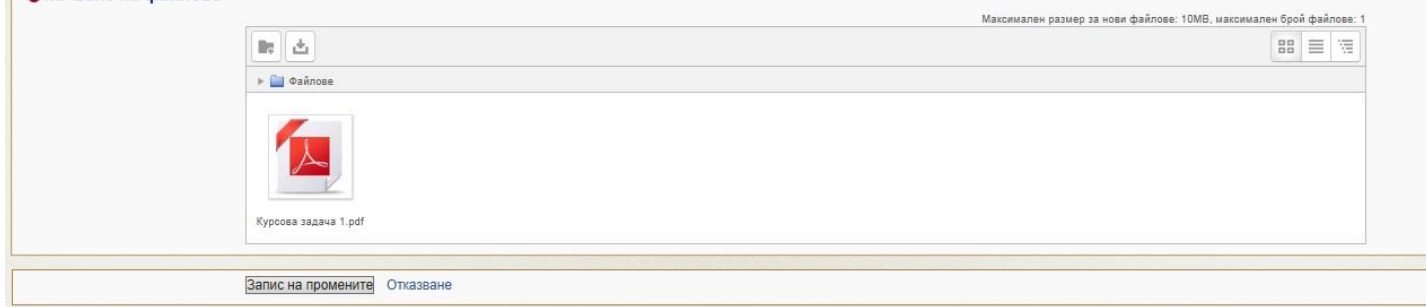 Максимален размер за нови файлове: 10MB, максимален брой файлове: 1
Файлове
Курсова задача 1.pdf
Запис на промените Отказване